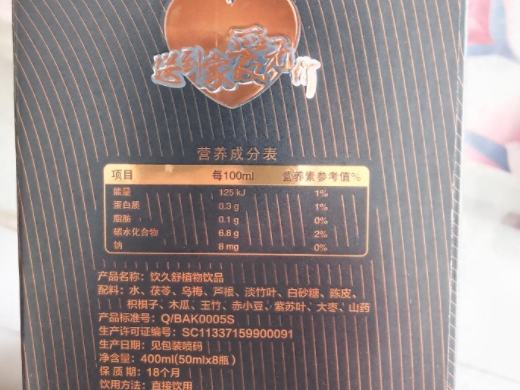 营养成分表
项目 每100ml 营养素参考值%
能量 125 kJ 1%
蛋白质 0.3 g 1%
脂肪 0.1 g 0%
碳水化合物 6.8 g 2%
钠 8 mg 0%
产品名称：饮久舒植物饮品
配料：水、茯苓、乌梅、芦根、淡竹叶、白砂糖、陈皮、
枳椇子、木瓜、玉竹、赤小豆、紫苏叶、大枣、山药
产品标准号：Q/BAK0005S
生产许可证编号：SC11337159900091
生产日期：见包装喷码
净含量：400ml(50mlx8瓶)
保 质 期：18个月
饮用方法：直接饮用